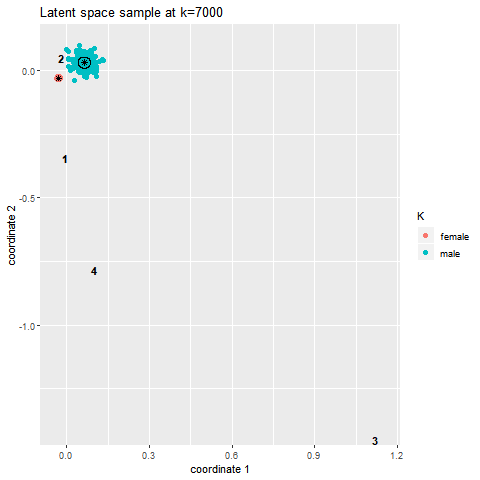 Latent space sample at k=7000
2
0.0
1
-0.5
4
-1.0
3
0.0
0.3
0.6
0.9
1.2
coordinate 1
coordinate 2
K
female
male